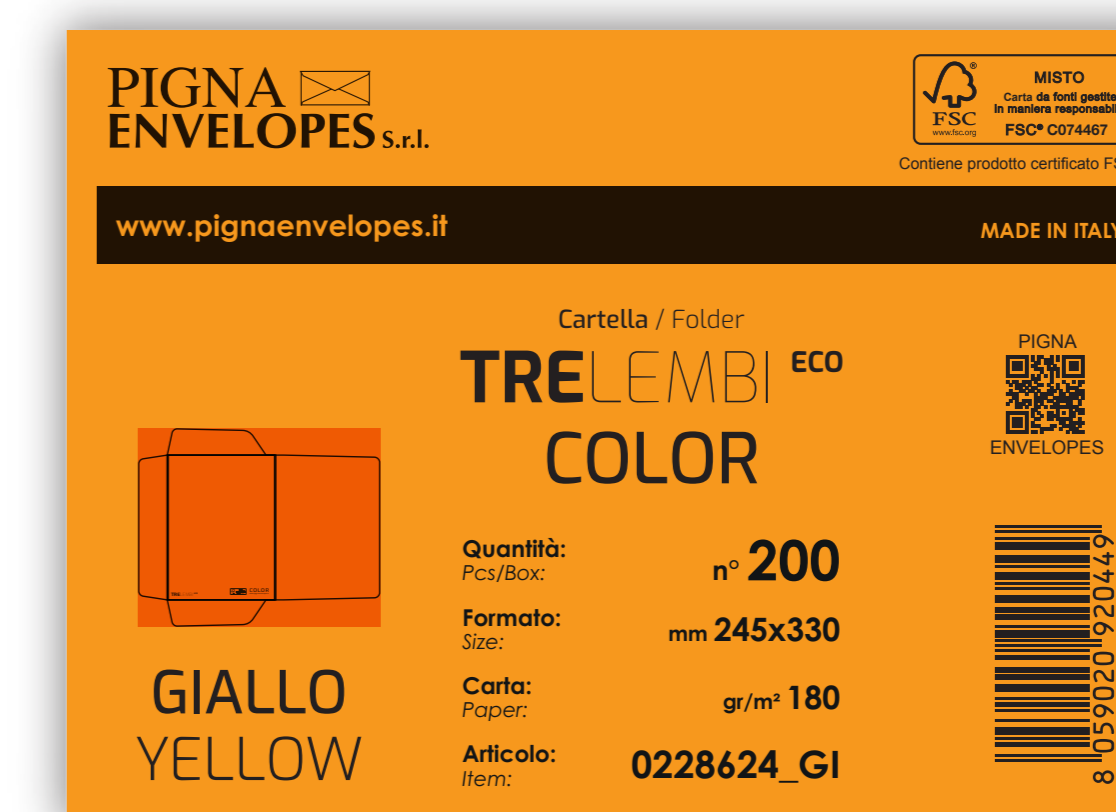 PIGNA
ENVELOPES S.r.l.
FSC
www.fsc.org
MISTO
Carta da fonti gestite
in maniera responsabil
FSC® C074467
Contiene prodotto certificato FS
www.pignaenvelopes.it
MADE IN ITALY
Cartella / Folder
TRELEMBI ECO
COLOR
PIGNA
ENVELOPES
COLOR
GIALLO
YELLOW
Quantità:
Pcs/Box:
n° 200
Formato:
Size:
mm 245x330
Carta:
Paper:
gr/m² 180
Articolo:
Item:
0228624_GI
8 059020 920449